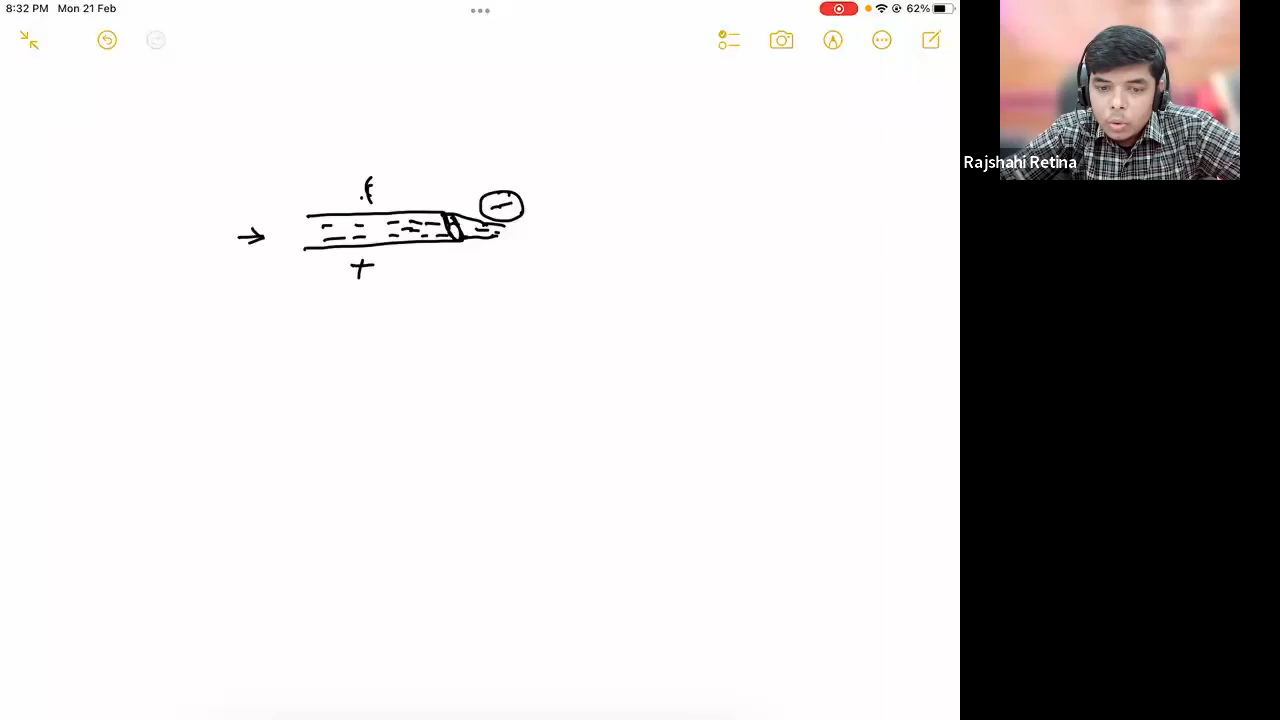 8:32 PM Mon 21 Feb
62%
Rajshahi Retina
→
−
+